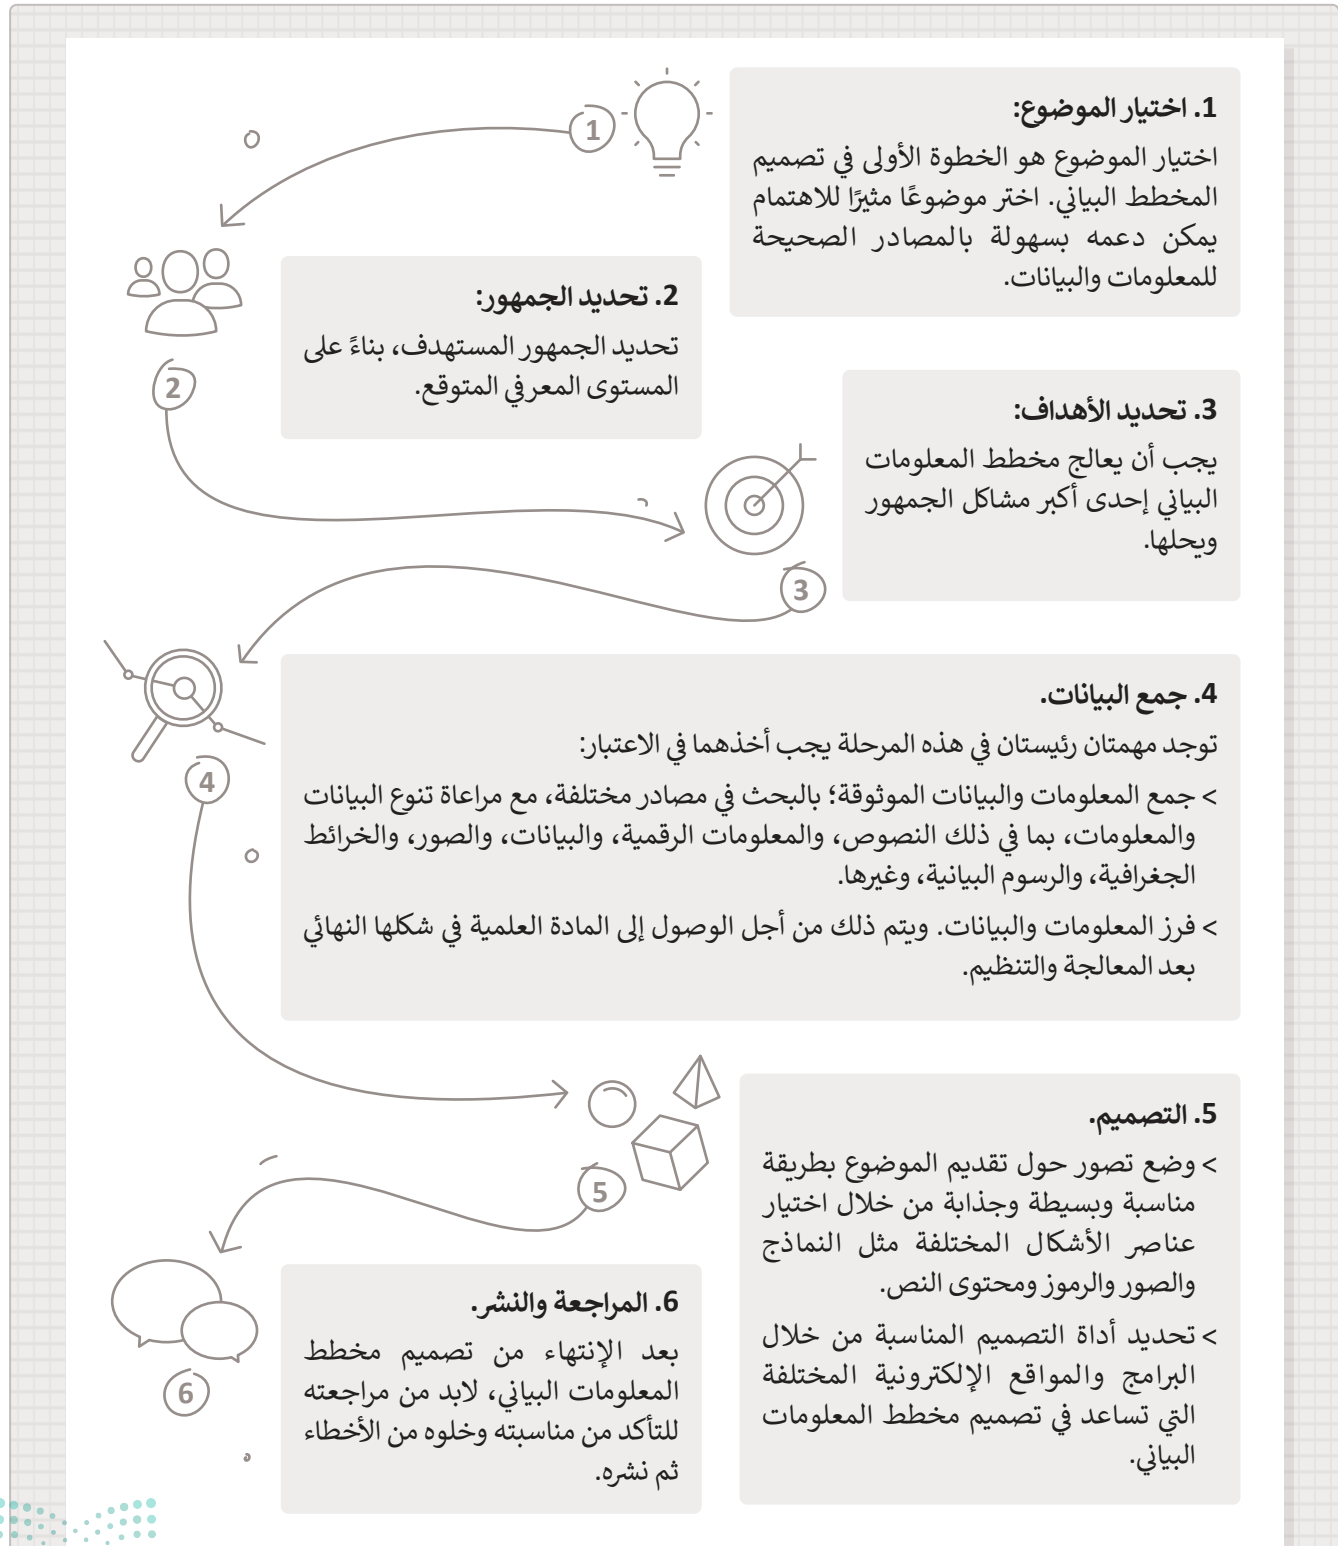 1
1. اختيار الموضوع:
اختيار الموضوع هو الخطوة الأولى في تصميم
المخطط البياني. اختر موضوعًا مثيرًا للاهتمام
يمكن دعمه بسهولة بالمصادر الصحيحة
للمعلومات والبيانات.
2
2. تحديد الجمهور:
تحديد الجمهور المستهدف، بناءً على
المستوى المعرفي المتوقع.
3
3. تحديد الأهداف:
يجب أن يعالج مخطط المعلومات
البياني إحدى أكبر مشاكل الجمهور
ويحلها.
4
4. جمع البيانات.
توجد مهمتان رئيستان في هذه المرحلة يجب أخذهما في الاعتبار:
> جمع المعلومات والبيانات الموثوقة؛ بالبحث في مصادر مختلفة، مع مراعاة تنوع البيانات
والمعلومات، بما في ذلك النصوص، والمعلومات الرقمية، والبيانات، والصور، والخرائط
الجغرافية، والرسوم البيانية، وغيرها.
> فرز المعلومات والبيانات. ويتم ذلك من أجل الوصول إلى المادة العلمية في شكلها النهائي
بعد المعالجة والتنظيم.
5
5. التصميم.
> وضع تصور حول تقديم الموضوع بطريقة
مناسبة وبسيطة وجذابة من خلال اختيار
عناصر الأشكال المختلفة مثل النماذج
والصور والرموز ومحتوى النص.
> تحديد أداة التصميم المناسبة من خلال
البرامج والمواقع الإلكترونية المختلفة
التي تساعد في تصميم مخطط المعلومات
البياني.
6
6. المراجعة والنشر.
بعد الإنتهاء من تصميم مخطط
المعلومات البياني، لابد من مراجعته
للتأكد من مناسبته وخلوه من الأخطاء
ثم نشره.